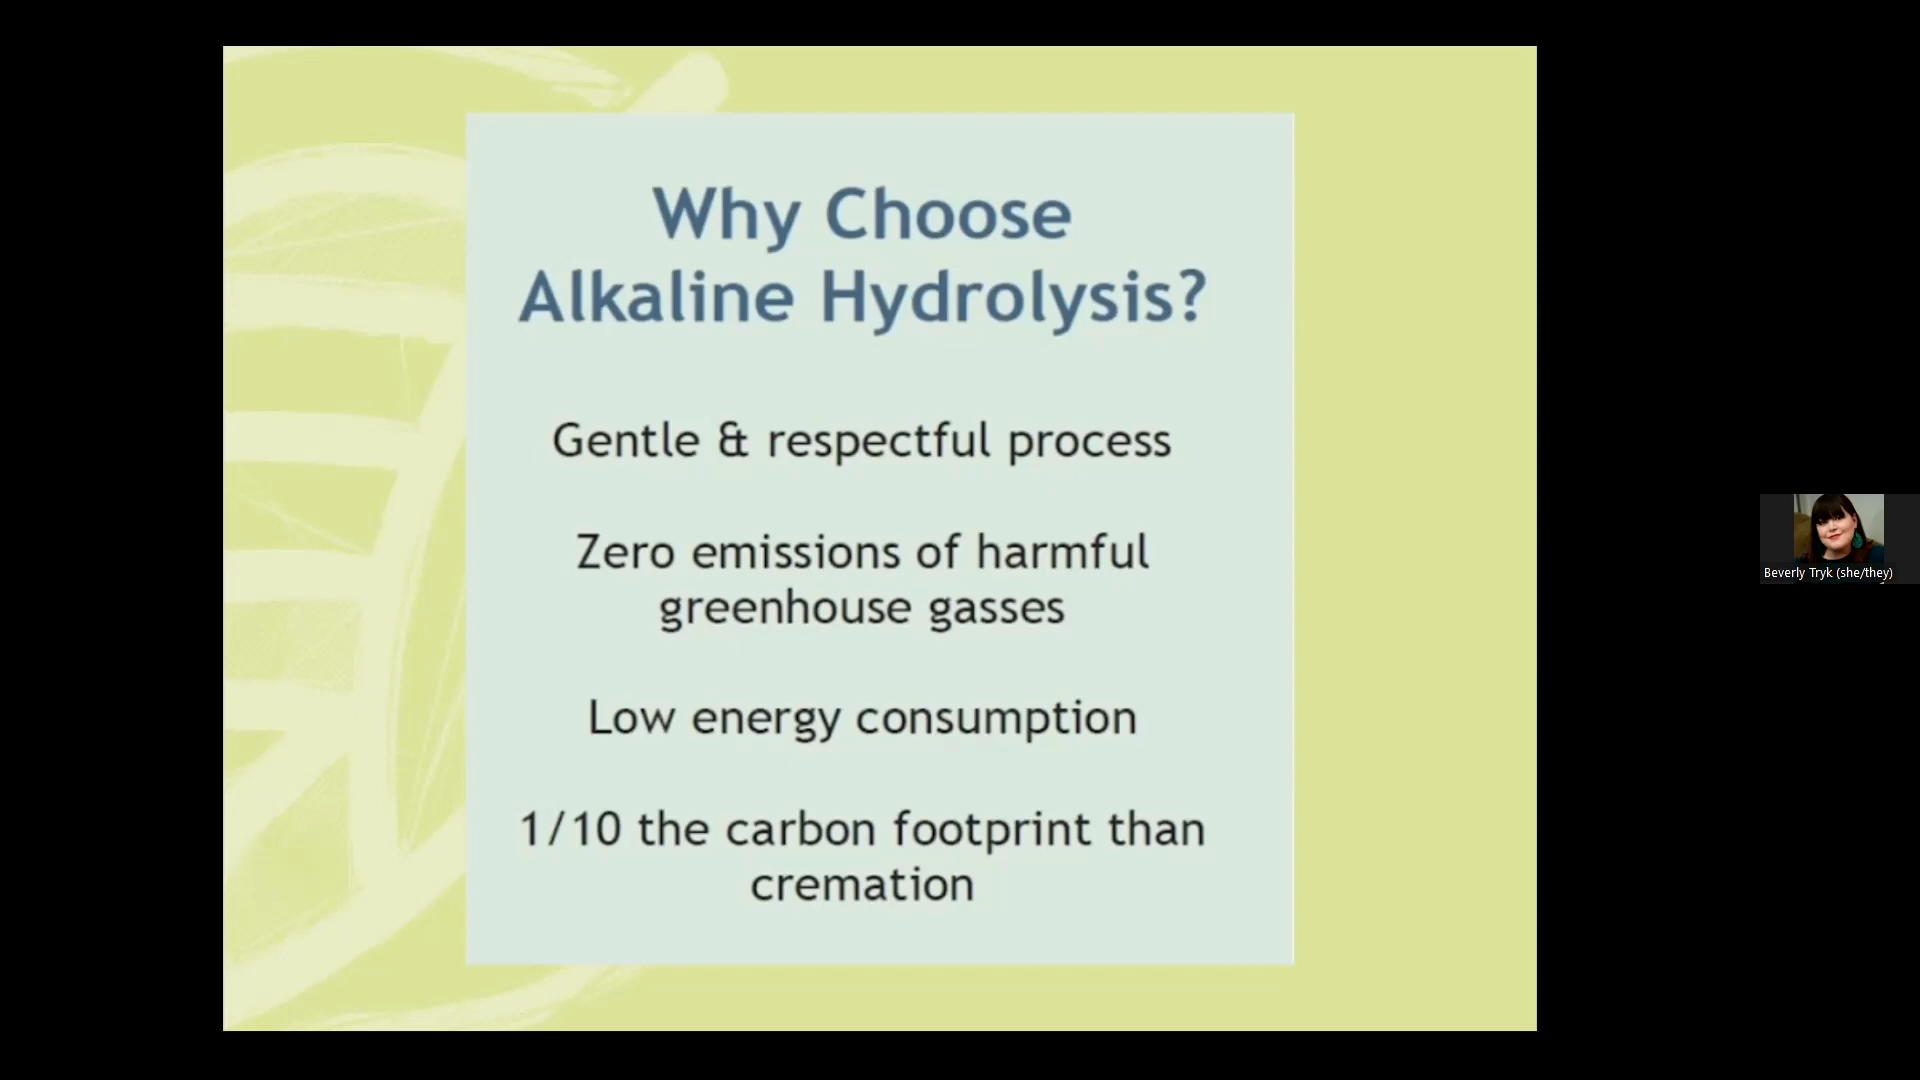 Why Choose
Alkaline Hydrolysis?
Gentle & respectful process
Zero emissions of harmful
greenhouse gasses
Low energy consumption
1/10 the carbon footprint than
cremation
Beverly Tryk (she/they)